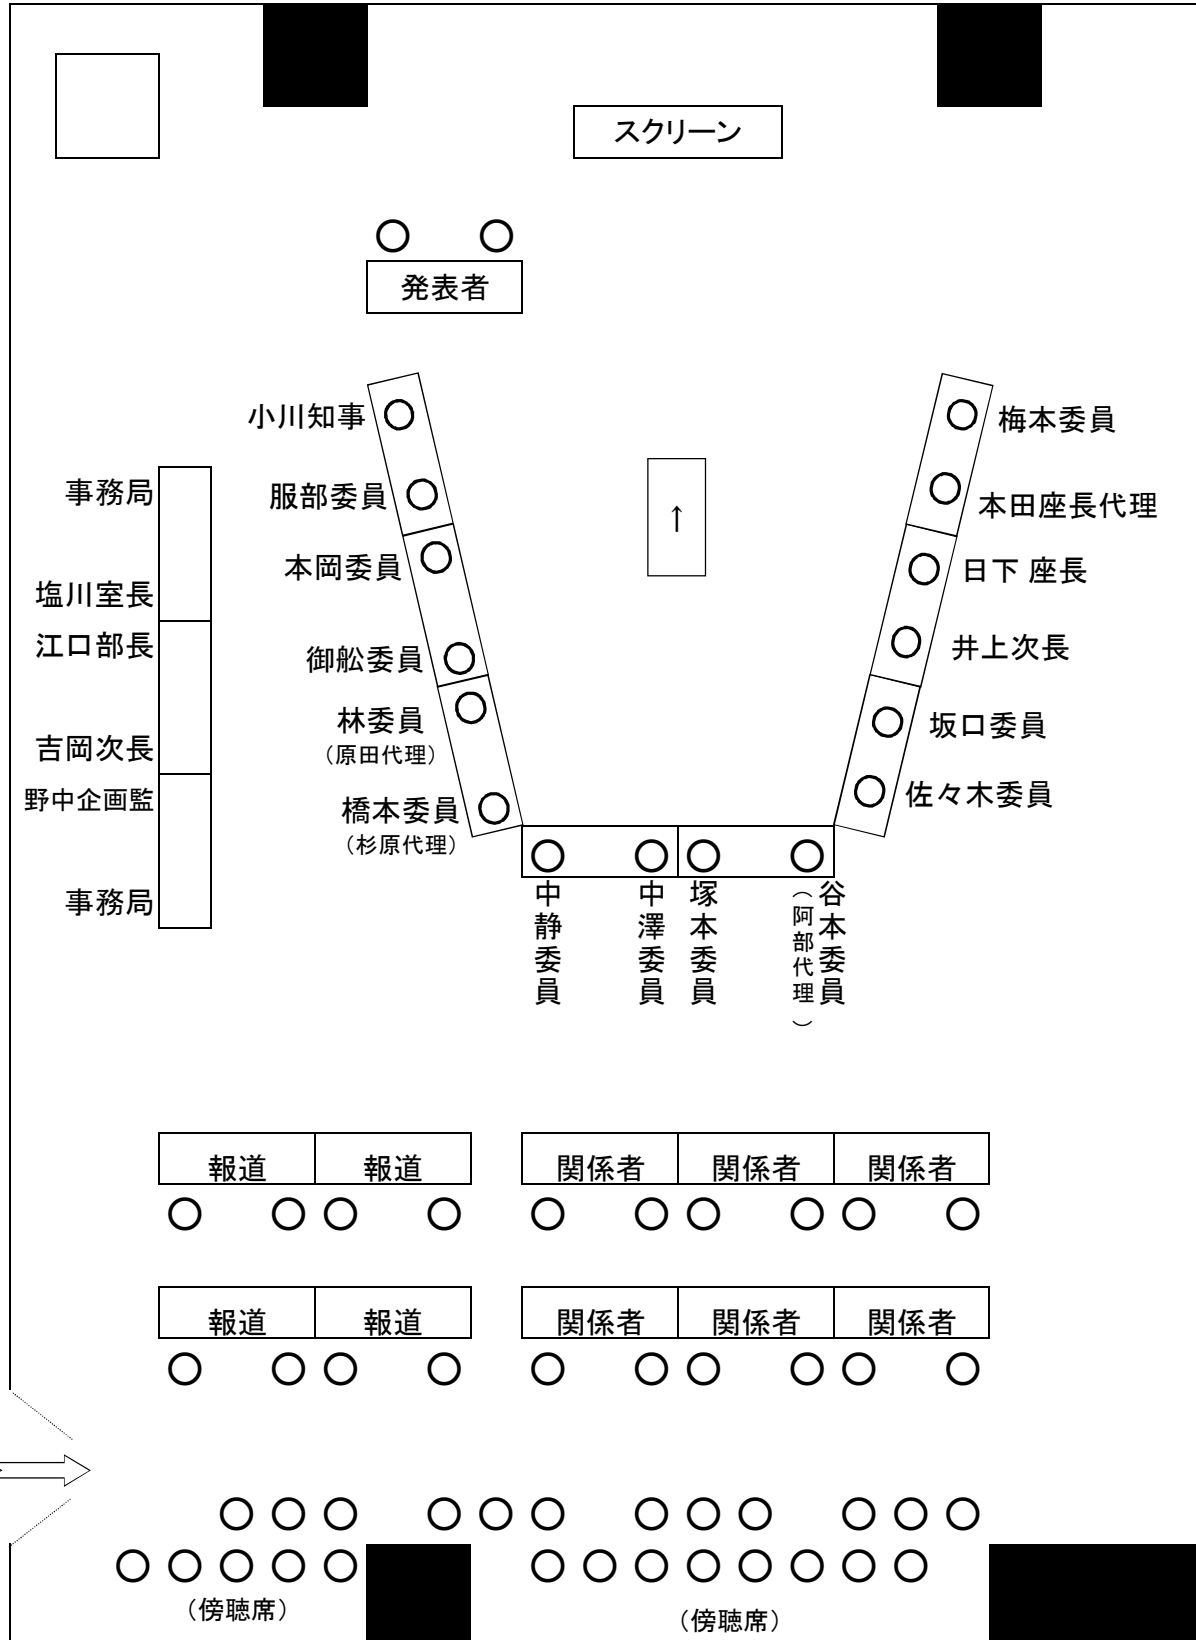 スクリーン
発表者
小川知事
服部委員
本岡委員
御舩委員
林委員
（原田代理）
橋本委員
（杉原代理）
梅本委員
本田座長代理
日下 座長
井上次長
坂口委員
佐々木委員
↑
事務局
塩川室長
江口部長
吉岡次長
野中企画監
事務局
中静委員
中澤委員
塚本委員
谷本委員
（阿部代理）
報道
報道
関係者
関係者
関係者
報道
報道
関係者
関係者
関係者
（傍聴席）
（傍聴席）